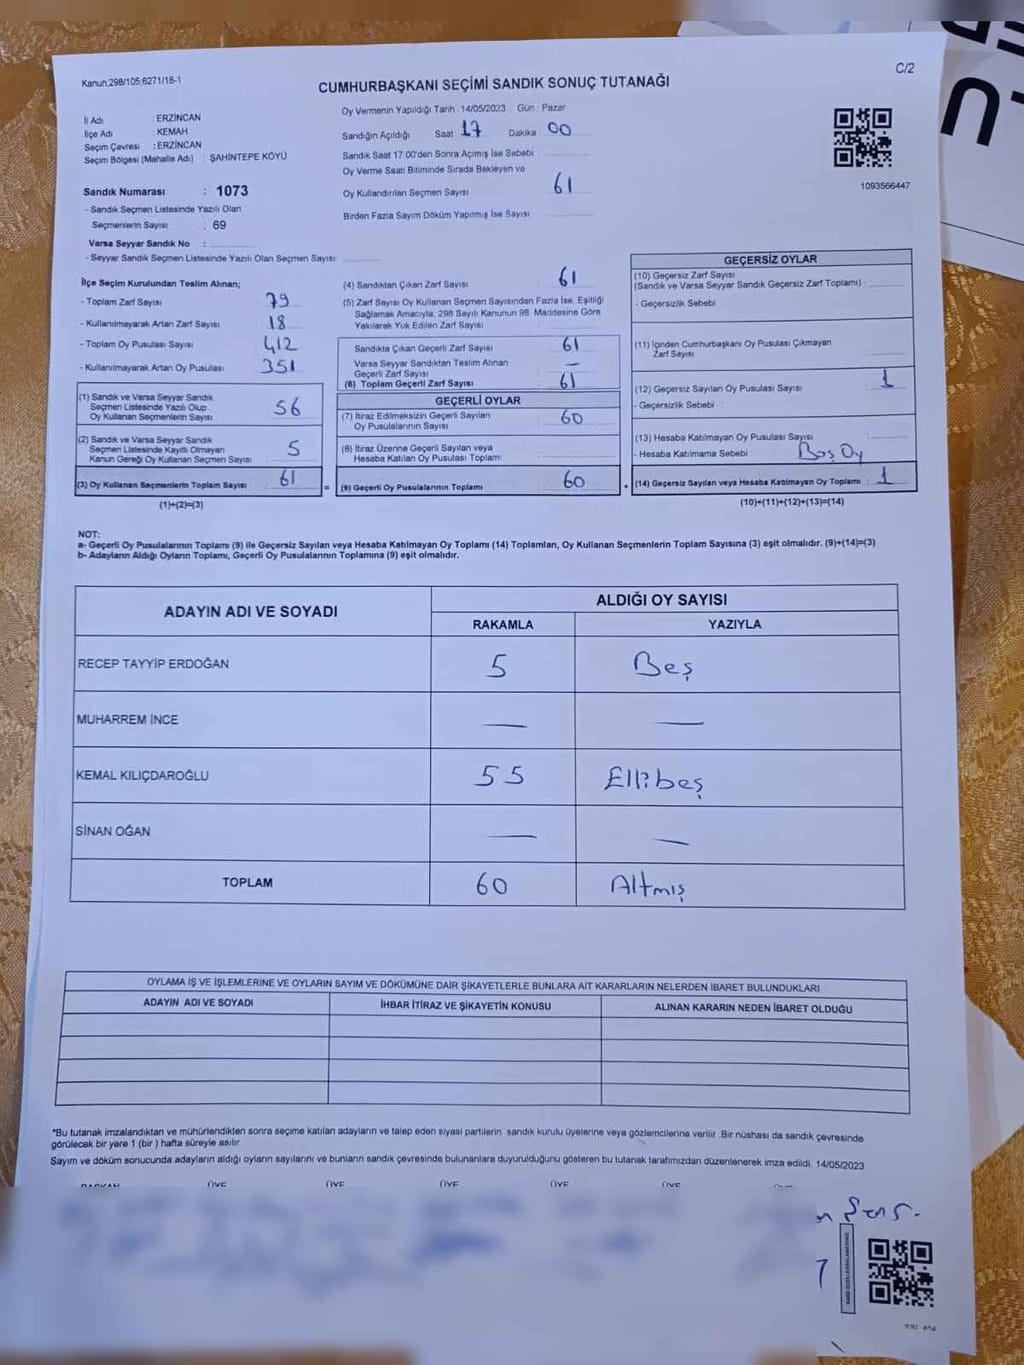 Kanun:298/105;6271/18-1
C/2
CUMHURBAŞKANI SEÇİMİ SANDIK SONUÇ TUTANAĞI
İl Adı : ERZİNCAN
İlçe Adı : KEMAH
Seçim Çevresi : ERZİNCAN
Seçim Bölgesi (Mahalle Adı) : ŞAHİNTEPE KÖYÜ
Sandık Numarası : 1073
- Sandık Seçmen Listesinde Yazılı Olan
Seçmenlerin Sayısı : 69
Varsa Seyyar Sandık No :
- Seyyar Sandık Seçmen Listesinde Yazılı Olan Seçmen Sayısı:
Oy Vermenin Yapıldığı Tarih :14/05/2023 Gün : Pazar
Sandığın Açıldığı Saat 17 Dakika 00
Sandık Saat 17:00'den Sonra Açımış İse Sebebi :
Oy Verme Saati Bitiminde Sırada Bekleyen ve
Oy Kullandırılan Seçmen Sayısı 61
Birden Fazla Sayım Döküm Yapılmış İse Sayısı :
1093566447
İlçe Seçim Kurulundan Teslim Alınan;
- Toplam Zarf Sayısı : 79
- Kullanılmayarak Artan Zarf Sayısı : 18
- Toplam Oy Pusulası Sayısı : 412
- Kullanılmayarak Artan Oy Pusulası : 351
(1) Sandık ve Varsa Seyyar Sandık
Seçmen Listesinde Yazılı Olup
Oy Kullanan Seçmenlerin Sayısı : 56
(2) Sandık ve Varsa Seyyar Sandık
Seçmen Listesinde Kayıtlı Olmayan
Kanun Gereği Oy Kullanan Seçmen Sayısı : 5
(3) Oy Kullanan Seçmenlerin Toplam Sayısı : 61
(1)+(2)=(3)
(4) Sandıktan Çıkan Zarf Sayısı : 61
(5) Zarf Sayısı Oy Kullanan Seçmen Sayısından Fazla İse, Eşitliği
Sağlamak Amacıyla, 298 Sayılı Kanunun 98. Maddesine Göre
Yakılarak Yok Edilen Zarf Sayısı :
Sandıkta Çıkan Geçerli Zarf Sayısı : 61
Varsa Seyyar Sandıktan Teslim Alınan
Geçerli Zarf Sayısı : —
(6) Toplam Geçerli Zarf Sayısı : 61
GEÇERLİ OYLAR
(7) İtiraz Edilmeksizin Geçerli Sayılan
Oy Pusulalarının Sayısı : 60
(8) İtiraz Üzerine Geçerli Sayılan veya
Hesaba Katılan Oy Pusulası Toplamı :
= (9) Geçerli Oy Pusulalarının Toplamı : 60
GEÇERSİZ OYLAR
(10) Geçersiz Zarf Sayısı
(Sandık ve Varsa Seyyar Sandık Geçersiz Zarf Toplamı) :
- Geçersizlik Sebebi :
(11) İçinden Cumhurbaşkanı Oy Pusulası Çıkmayan
Zarf Sayısı :
(12) Geçersiz Sayılan Oy Pusulası Sayısı : 1
- Geçersizlik Sebebi :
(13) Hesaba Katılmayan Oy Pusulası Sayısı :
- Hesaba Katılmama Sebebi : Boş Oy
+ (14) Geçersiz Sayılan veya Hesaba Katılmayan Oy Toplamı : 1
(10)+(11)+(12)+(13)=(14)
NOT:
a- Geçerli Oy Pusulalarının Toplamı (9) ile Geçersiz Sayılan veya Hesaba Katılmayan Oy Toplamı (14) Toplamları, Oy Kullanan Seçmenlerin Toplam Sayısına (3) eşit olmalıdır. (9)+(14)=(3)
b- Adayların Aldığı Oyların Toplamı, Geçerli Oy Pusulalarının Toplamına (9) eşit olmalıdır.
ADAYIN ADI VE SOYADI ALDIĞI OY SAYISI
RAKAMLA YAZIYLA
RECEP TAYYİP ERDOĞAN 5 Beş
MUHARREM İNCE — —
KEMAL KILIÇDAROĞLU 55 Ellibeş
SİNAN OĞAN — —
TOPLAM 60 Altmış
OYLAMA İŞ VE İŞLEMLERİNE VE OYLARIN SAYIM VE DÖKÜMÜNE DAİR ŞİKAYETLERLE BUNLARA AİT KARARLARIN NELERDEN İBARET BULUNDUKLARI
ADAYIN ADI VE SOYADI İHBAR İTİRAZ VE ŞİKAYETİN KONUSU ALINAN KARARIN NEDEN İBARET OLDUĞU
*Bu tutanak imzalandıktan ve mühürlendikten sonra seçime katılan adayların ve talep eden siyasi partilerin sandık kurulu üyelerine veya gözlemcilerine verilir .Bir nüshası da sandık çevresinde
görülecek bir yere 1 (bir ) hafta süreyle asılır.
Sayım ve döküm sonucunda adayların aldığı oyların sayılarını ve bunların sandık çevresinde bulunanlara duyurulduğunu gösteren bu tutanak tarafımızdan düzenlenerek imza edildi. 14/05/2023
BAŞKAN ÜYE ÜYE ÜYE ÜYE ÜYE